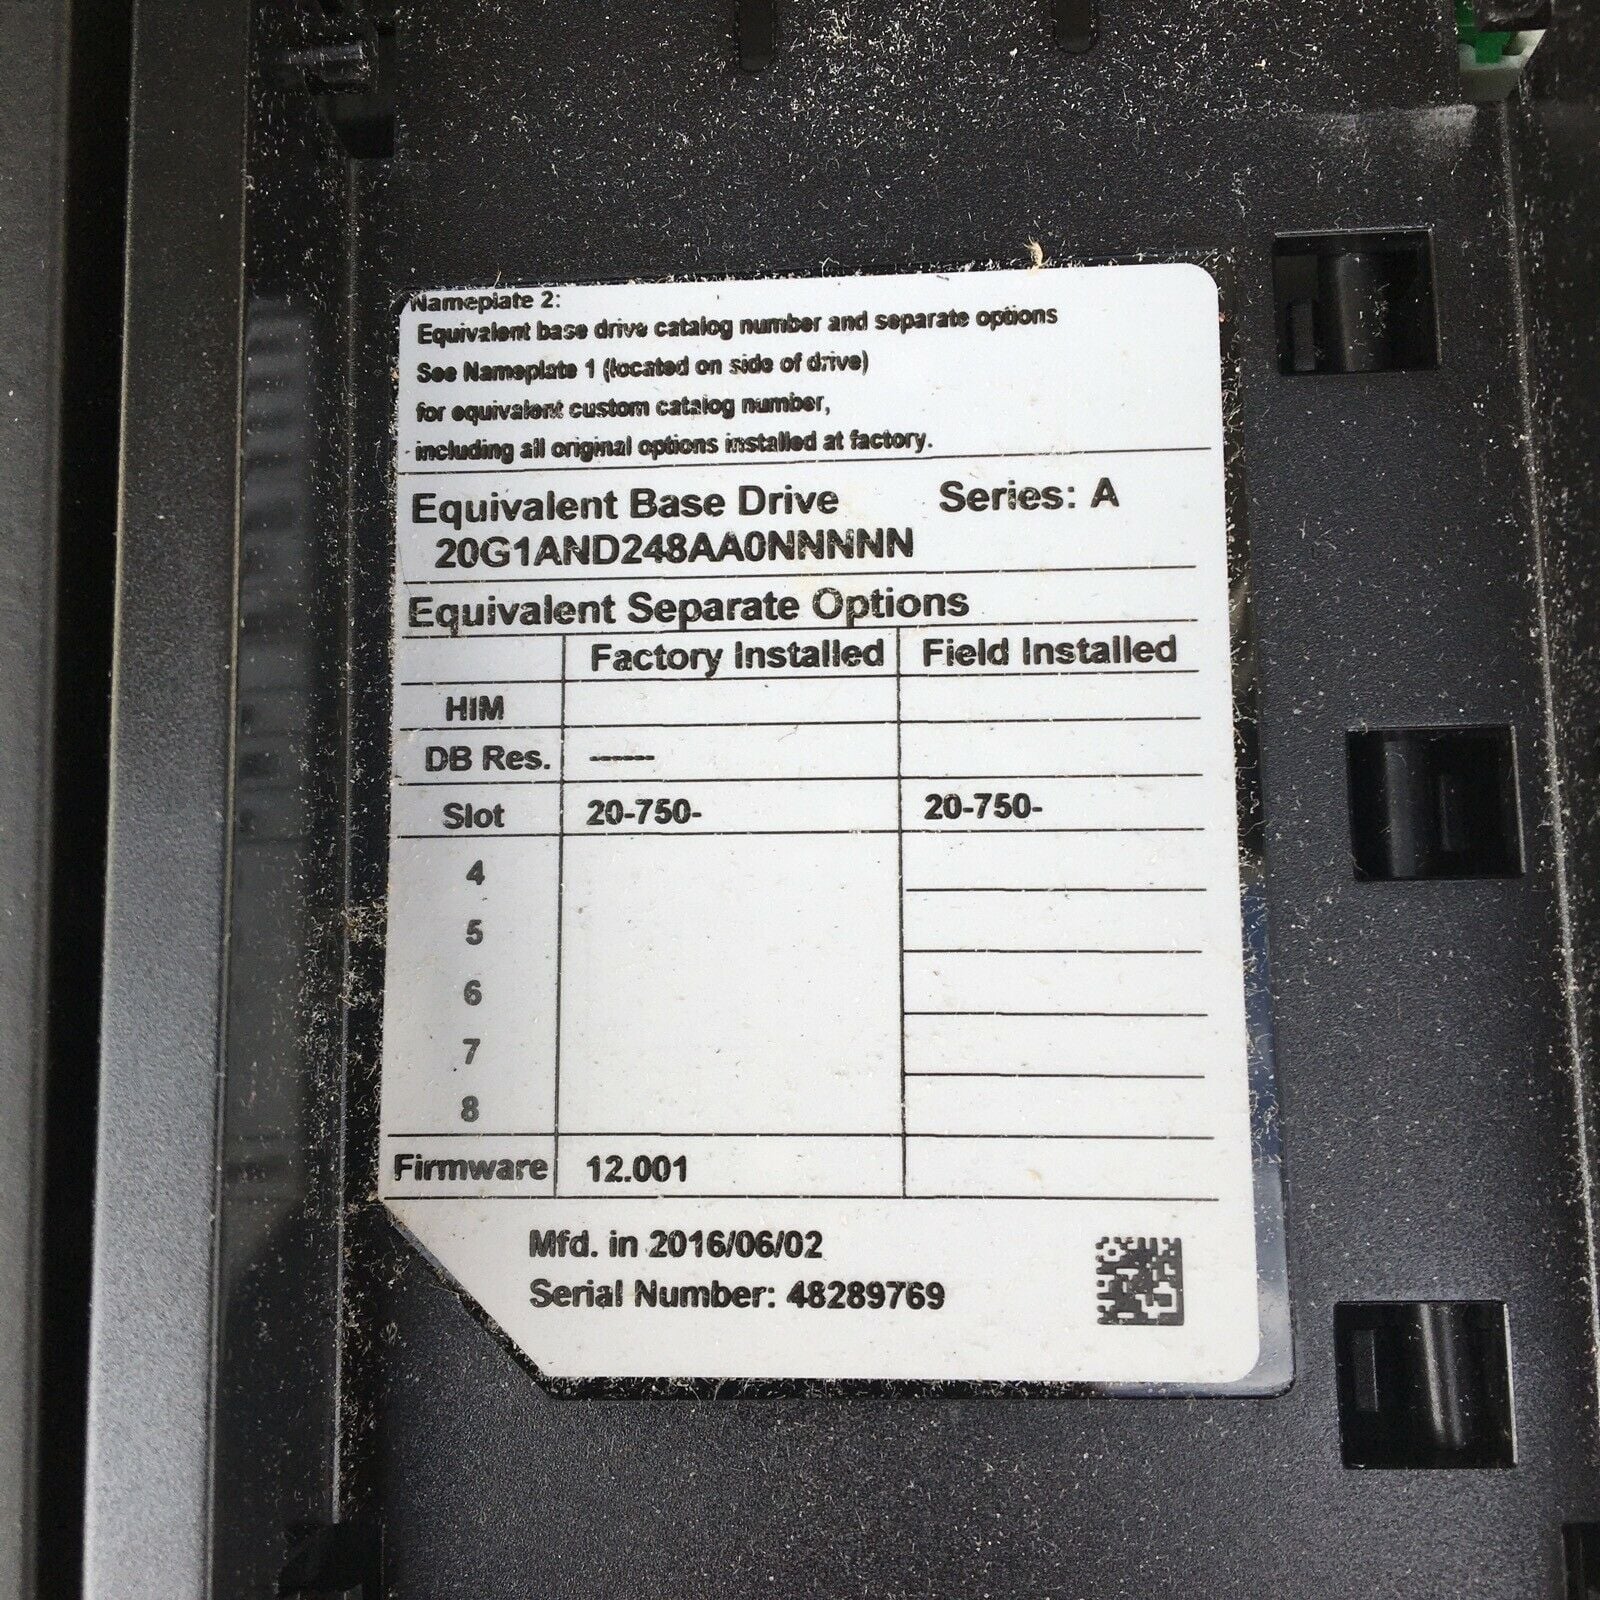 Nameplate 2:
Equivalent base drive catalog number and separate options
See Nameplate 1 (located on side of drive)
for equivalent custom catalog number,
including all original options installed at factory.
Equivalent Base Drive Series: A
20G1AND248AA0NNNNN
Equivalent Separate Options
Factory Installed Field Installed
HIM
DB Res. ------
Slot 20-750- 20-750-
4
5
6
7
8
Firmware 12.001
Mfd. in 2016/06/02
Serial Number: 48289769